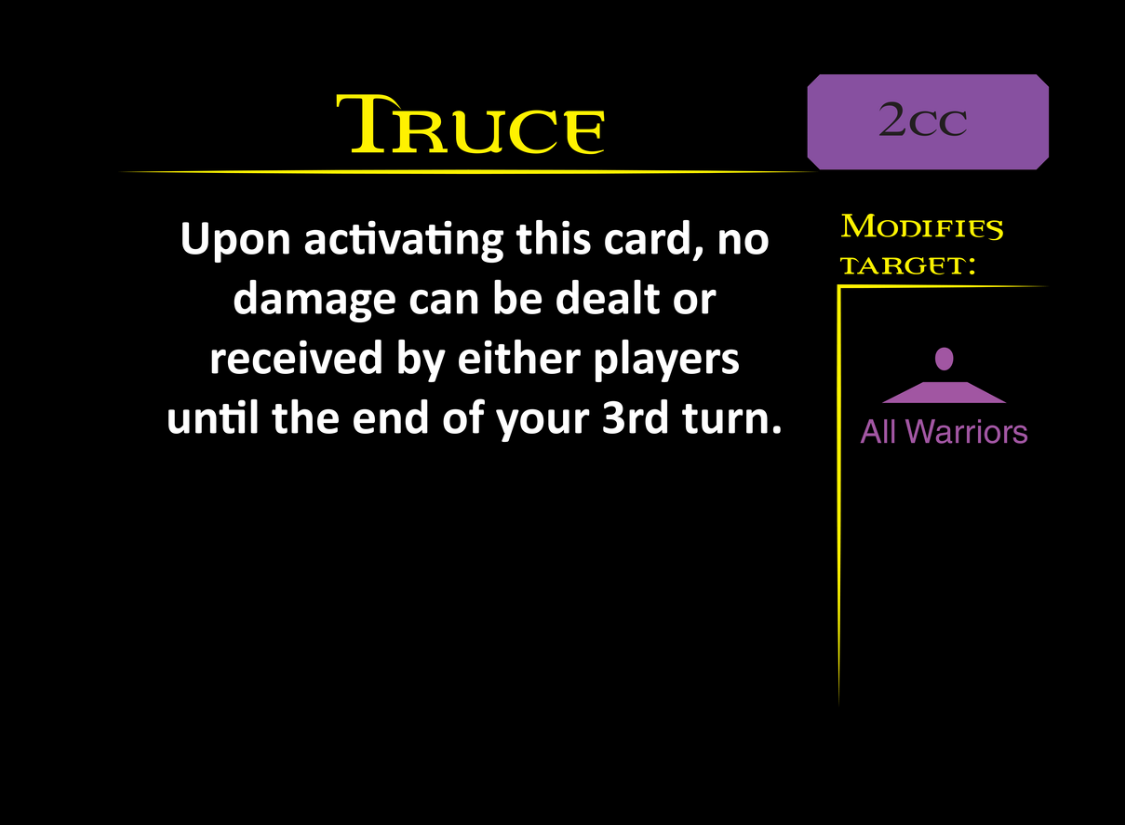 Truce
2cc
Upon activating this card, no
damage can be dealt or
received by either players
until the end of your 3rd turn.
Modifies
target:
All Warriors